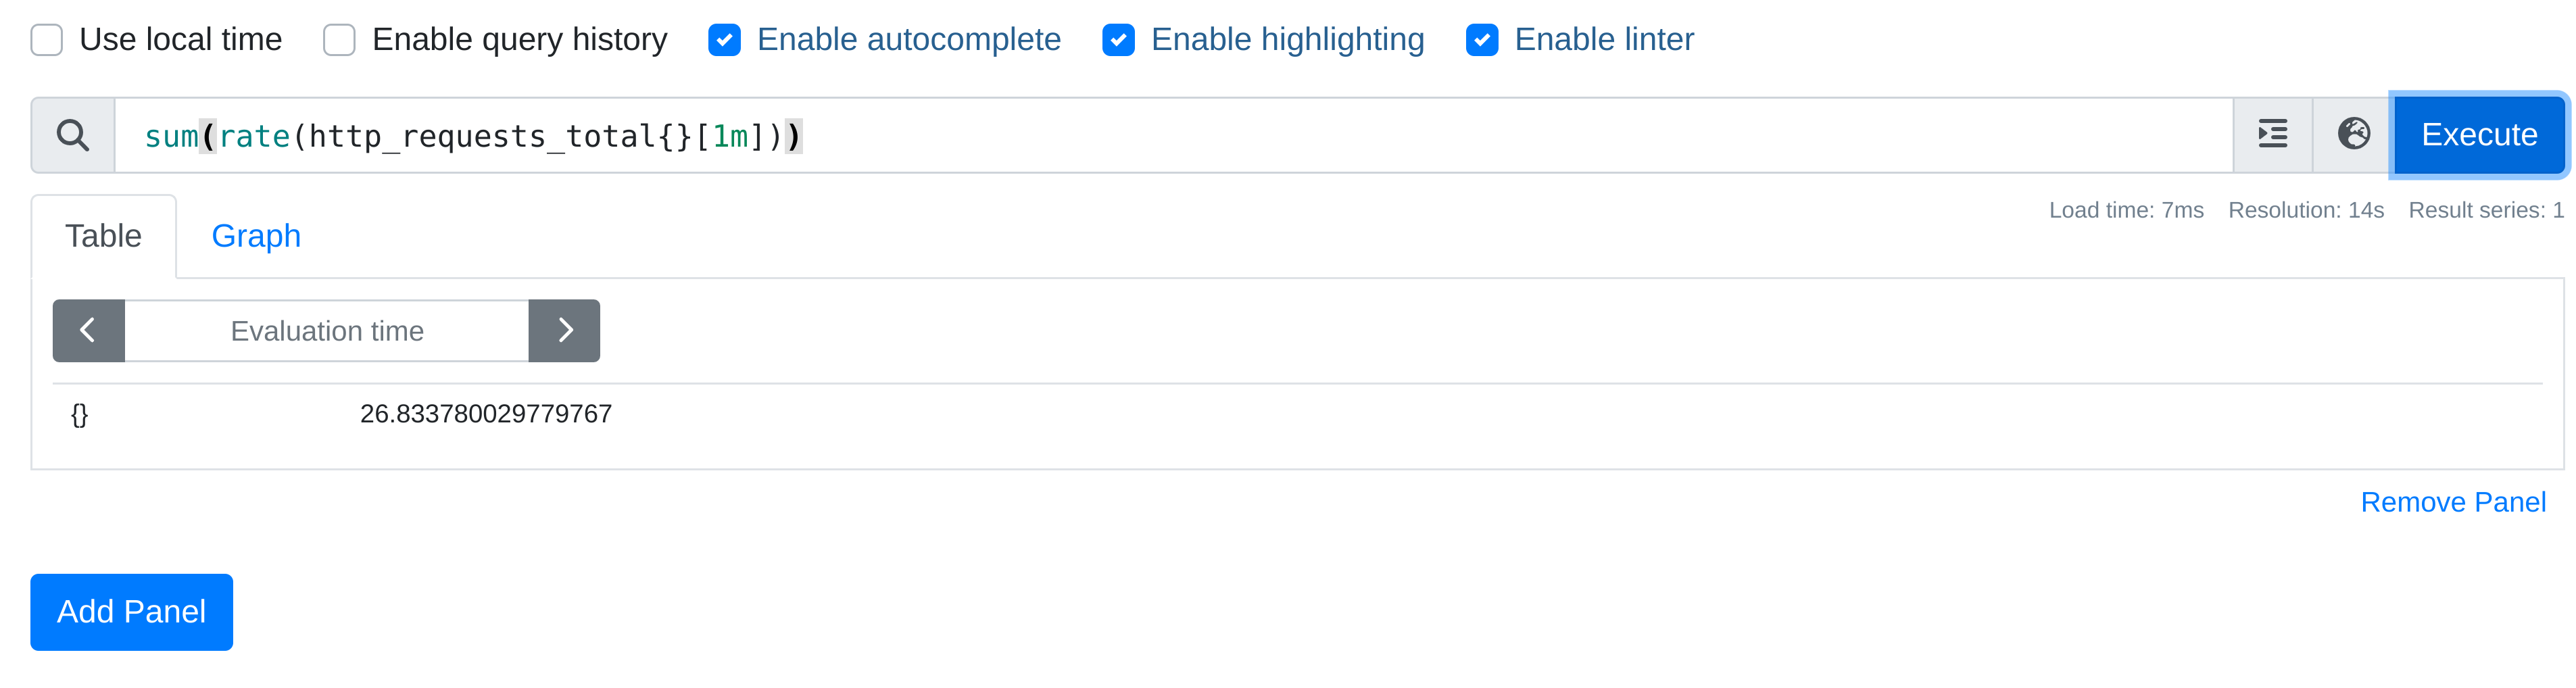 Use local time Enable query history Enable autocomplete Enable highlighting Enable linter
sum(rate(http_requests_total{}[1m])) Execute
Table Graph Load time: 7ms Resolution: 14s Result series: 1
Evaluation time
{} 26.833780029779767
Remove Panel
Add Panel